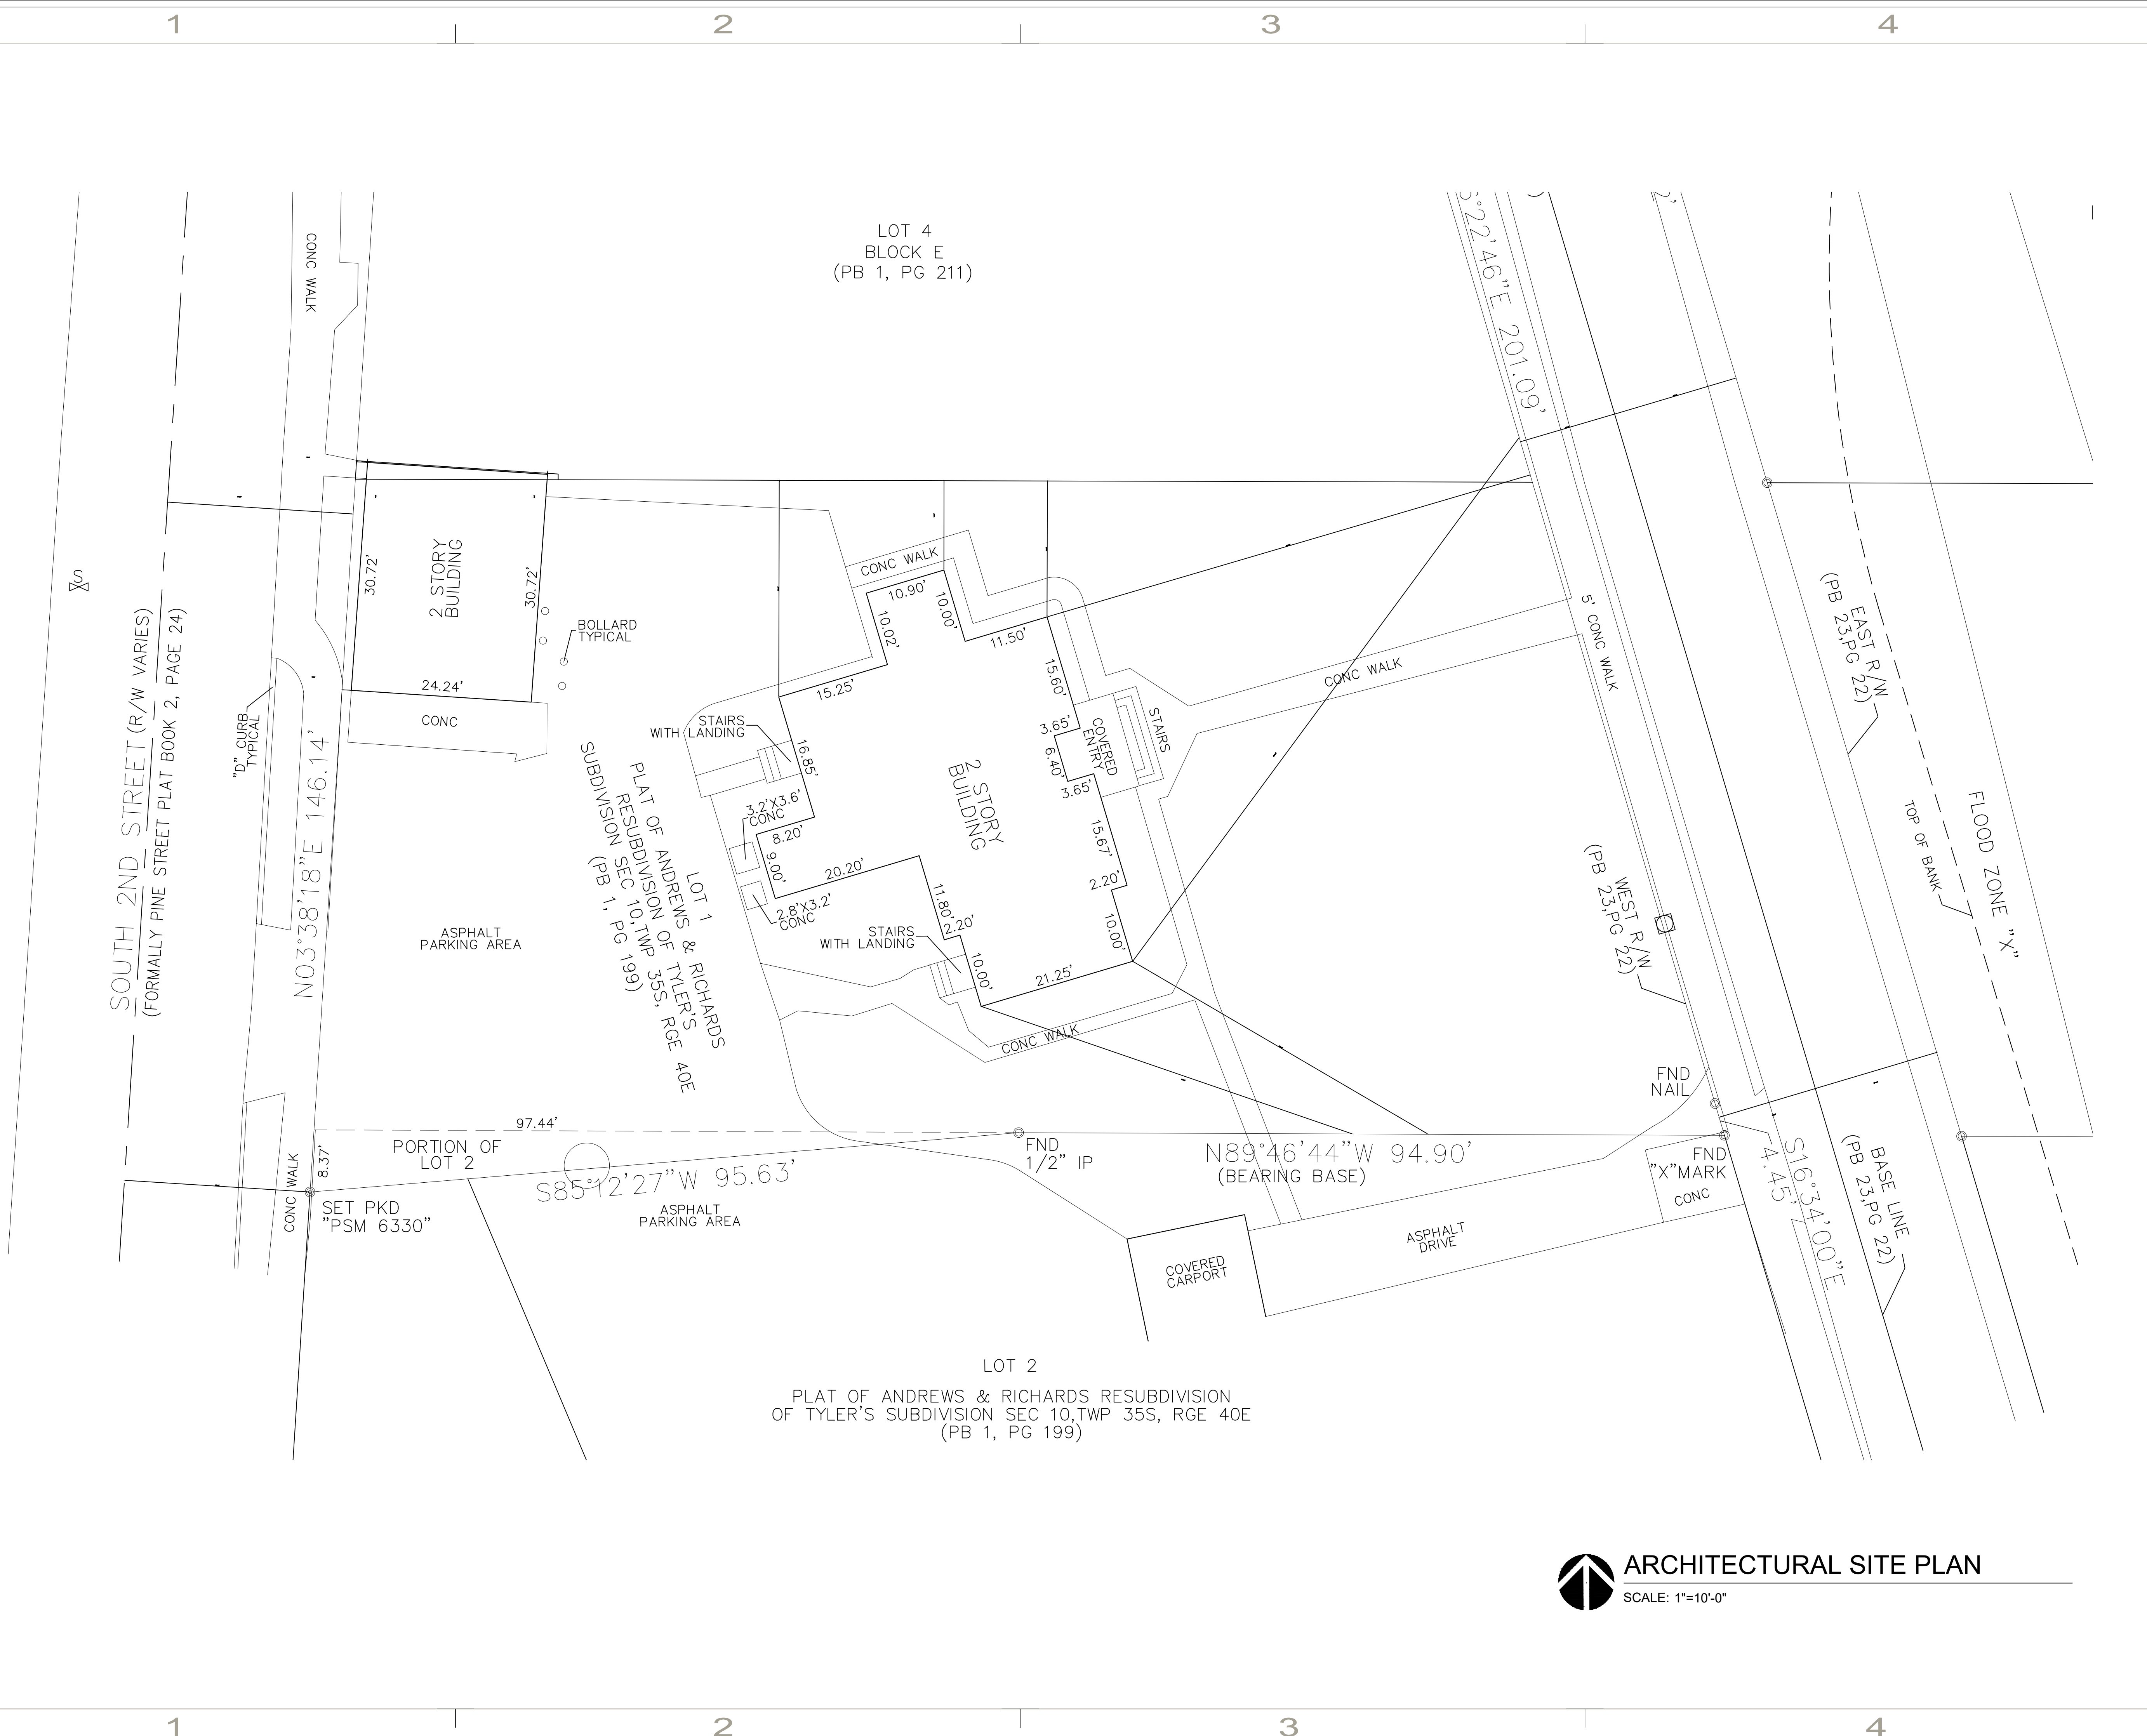 1 2 3 4
LOT 4
BLOCK E
(PB 1, PG 211)
CONC WALK
°22'46"E 201.09'
2'
SOUTH 2ND STREET (R/W VARIES)
(FORMALLY PINE STREET PLAT BOOK 2, PAGE 24)
S
"D" CURB
TYPICAL
N03°38'18"E 146.14'
30.72'
2 STORY
BUILDING
30.72'
24.24'
CONC
BOLLARD
TYPICAL
CONC WALK
10.90'
10.00'
10.02'
11.50'
15.25'
15.60'
STAIRS
WITH LANDING
16.85'
3.65'
6.40'
3.65'
COVERED
ENTRY
STAIRS
CONC WALK
5' CONC WALK
2 STORY
BUILDING
3.2'X3.6'
CONC
8.20'
9.00'
20.20'
2.8'X3.2'
CONC
11.80'
2.20'
15.67'
2.20'
10.00'
STAIRS
WITH LANDING
10.00'
21.25'
CONC WALK
LOT 1
PLAT OF ANDREWS & RICHARDS
RESUBDIVISION OF TYLER'S
SUBDIVISION SEC 10,TWP 35S, RGE 40E
(PB 1, PG 199)
ASPHALT
PARKING AREA
EAST R/W
(PB 23,PG 22)
FLOOD ZONE "X"
TOP OF BANK
WEST R/W
(PB 23,PG 22)
FND
NAIL
97.44'
PORTION OF
LOT 2
8.37'
CONC WALK
S85°12'27"W 95.63'
SET PKD
"PSM 6330"
ASPHALT
PARKING AREA
FND
1/2" IP
N89°46'44"W 94.90'
(BEARING BASE)
FND
"X"MARK
CONC
S16°34'00"E
4.45'
BASE LINE
(PB 23,PG 22)
COVERED
CARPORT
ASPHALT
DRIVE
LOT 2
PLAT OF ANDREWS & RICHARDS RESUBDIVISION
OF TYLER'S SUBDIVISION SEC 10,TWP 35S, RGE 40E
(PB 1, PG 199)
ARCHITECTURAL SITE PLAN
SCALE: 1"=10'-0"
1 2 3 4